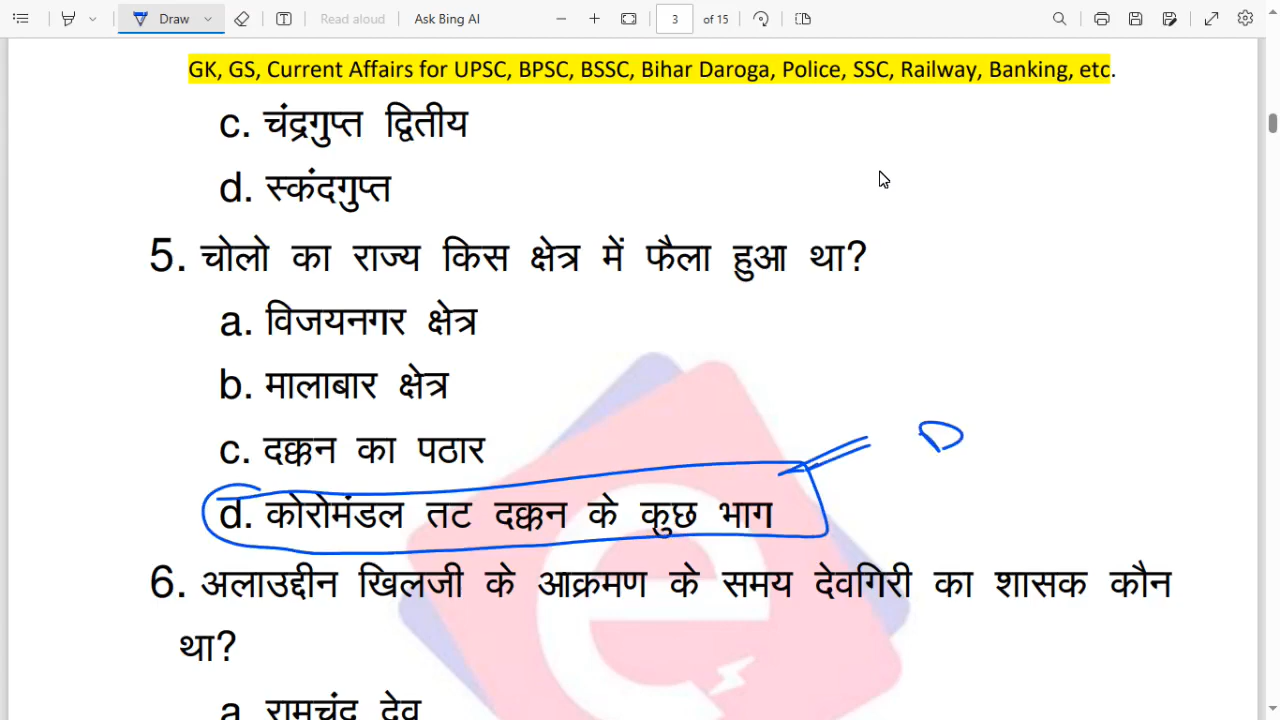 Draw
Read aloud
Ask Bing AI
3
of 15
GK, GS, Current Affairs for UPSC, BPSC, BSSC, Bihar Daroga, Police, SSC, Railway, Banking, etc.
c. चंद्रगुप्त द्वितीय
d. स्कंदगुप्त
5. चोलो का राज्य किस क्षेत्र में फैला हुआ था?
a. विजयनगर क्षेत्र
b. मालाबार क्षेत्र
c. दक्कन का पठार
D
d. कोरोमंडल तट दक्कन के कुछ भाग
6. अलाउद्दीन खिलजी के आक्रमण के समय देवगिरी का शासक कौन
था?
a. रामचंद्र देव